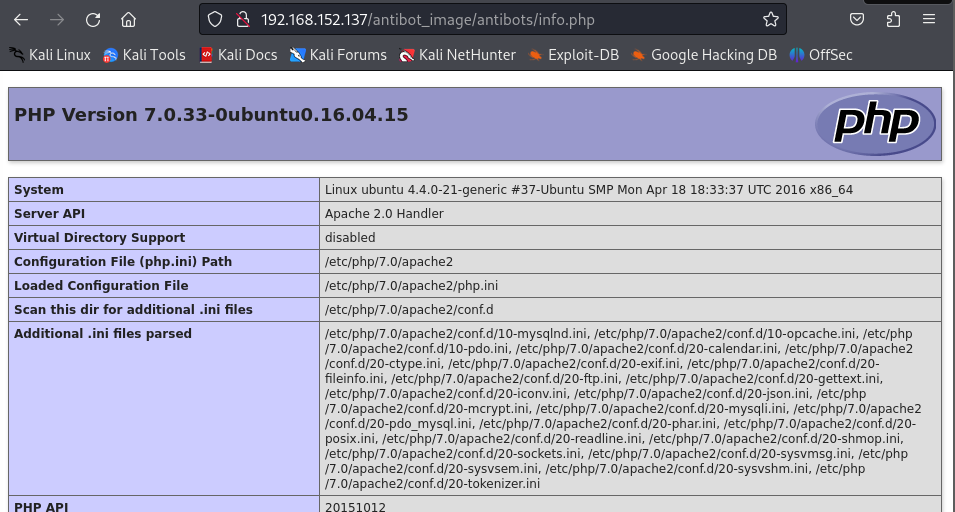 192.168.152.137/antibot_image/antibots/info.php
Kali Linux Kali Tools Kali Docs Kali Forums Kali NetHunter Exploit-DB Google Hacking DB OffSec
PHP Version 7.0.33-0ubuntu0.16.04.15
php
System Linux ubuntu 4.4.0-21-generic #37-Ubuntu SMP Mon Apr 18 18:33:37 UTC 2016 x86_64
Server API Apache 2.0 Handler
Virtual Directory Support disabled
Configuration File (php.ini) Path /etc/php/7.0/apache2
Loaded Configuration File /etc/php/7.0/apache2/php.ini
Scan this dir for additional .ini files /etc/php/7.0/apache2/conf.d
Additional .ini files parsed /etc/php/7.0/apache2/conf.d/10-mysqlnd.ini, /etc/php/7.0/apache2/conf.d/10-opcache.ini, /etc/php
/7.0/apache2/conf.d/10-pdo.ini, /etc/php/7.0/apache2/conf.d/20-calendar.ini, /etc/php/7.0/apache2
/conf.d/20-ctype.ini, /etc/php/7.0/apache2/conf.d/20-exif.ini, /etc/php/7.0/apache2/conf.d/20-
fileinfo.ini, /etc/php/7.0/apache2/conf.d/20-ftp.ini, /etc/php/7.0/apache2/conf.d/20-gettext.ini,
/etc/php/7.0/apache2/conf.d/20-iconv.ini, /etc/php/7.0/apache2/conf.d/20-json.ini, /etc/php
/7.0/apache2/conf.d/20-mcrypt.ini, /etc/php/7.0/apache2/conf.d/20-mysqli.ini, /etc/php/7.0/apache2
/conf.d/20-pdo_mysql.ini, /etc/php/7.0/apache2/conf.d/20-phar.ini, /etc/php/7.0/apache2/conf.d/20-
posix.ini, /etc/php/7.0/apache2/conf.d/20-readline.ini, /etc/php/7.0/apache2/conf.d/20-shmop.ini,
/etc/php/7.0/apache2/conf.d/20-sockets.ini, /etc/php/7.0/apache2/conf.d/20-sysvmsg.ini, /etc/php
/7.0/apache2/conf.d/20-sysvsem.ini, /etc/php/7.0/apache2/conf.d/20-sysvshm.ini, /etc/php
/7.0/apache2/conf.d/20-tokenizer.ini
PHP API 20151012